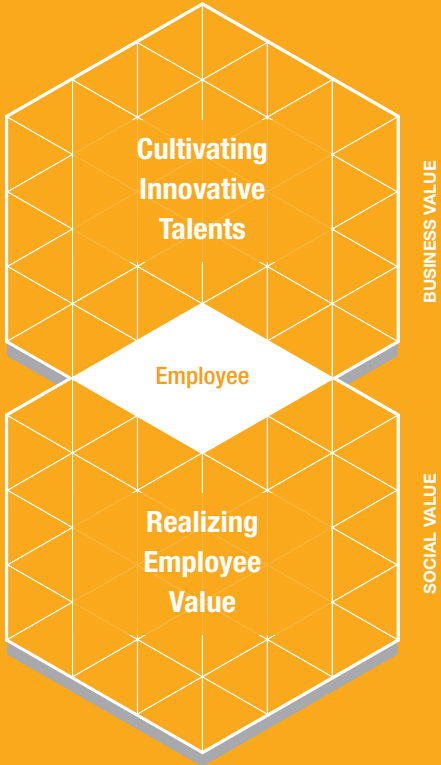 Cultivating
Innovative
Talents
BUSINESS VALUE
Employee
Realizing
Employee
Value
SOCIAL VALUE